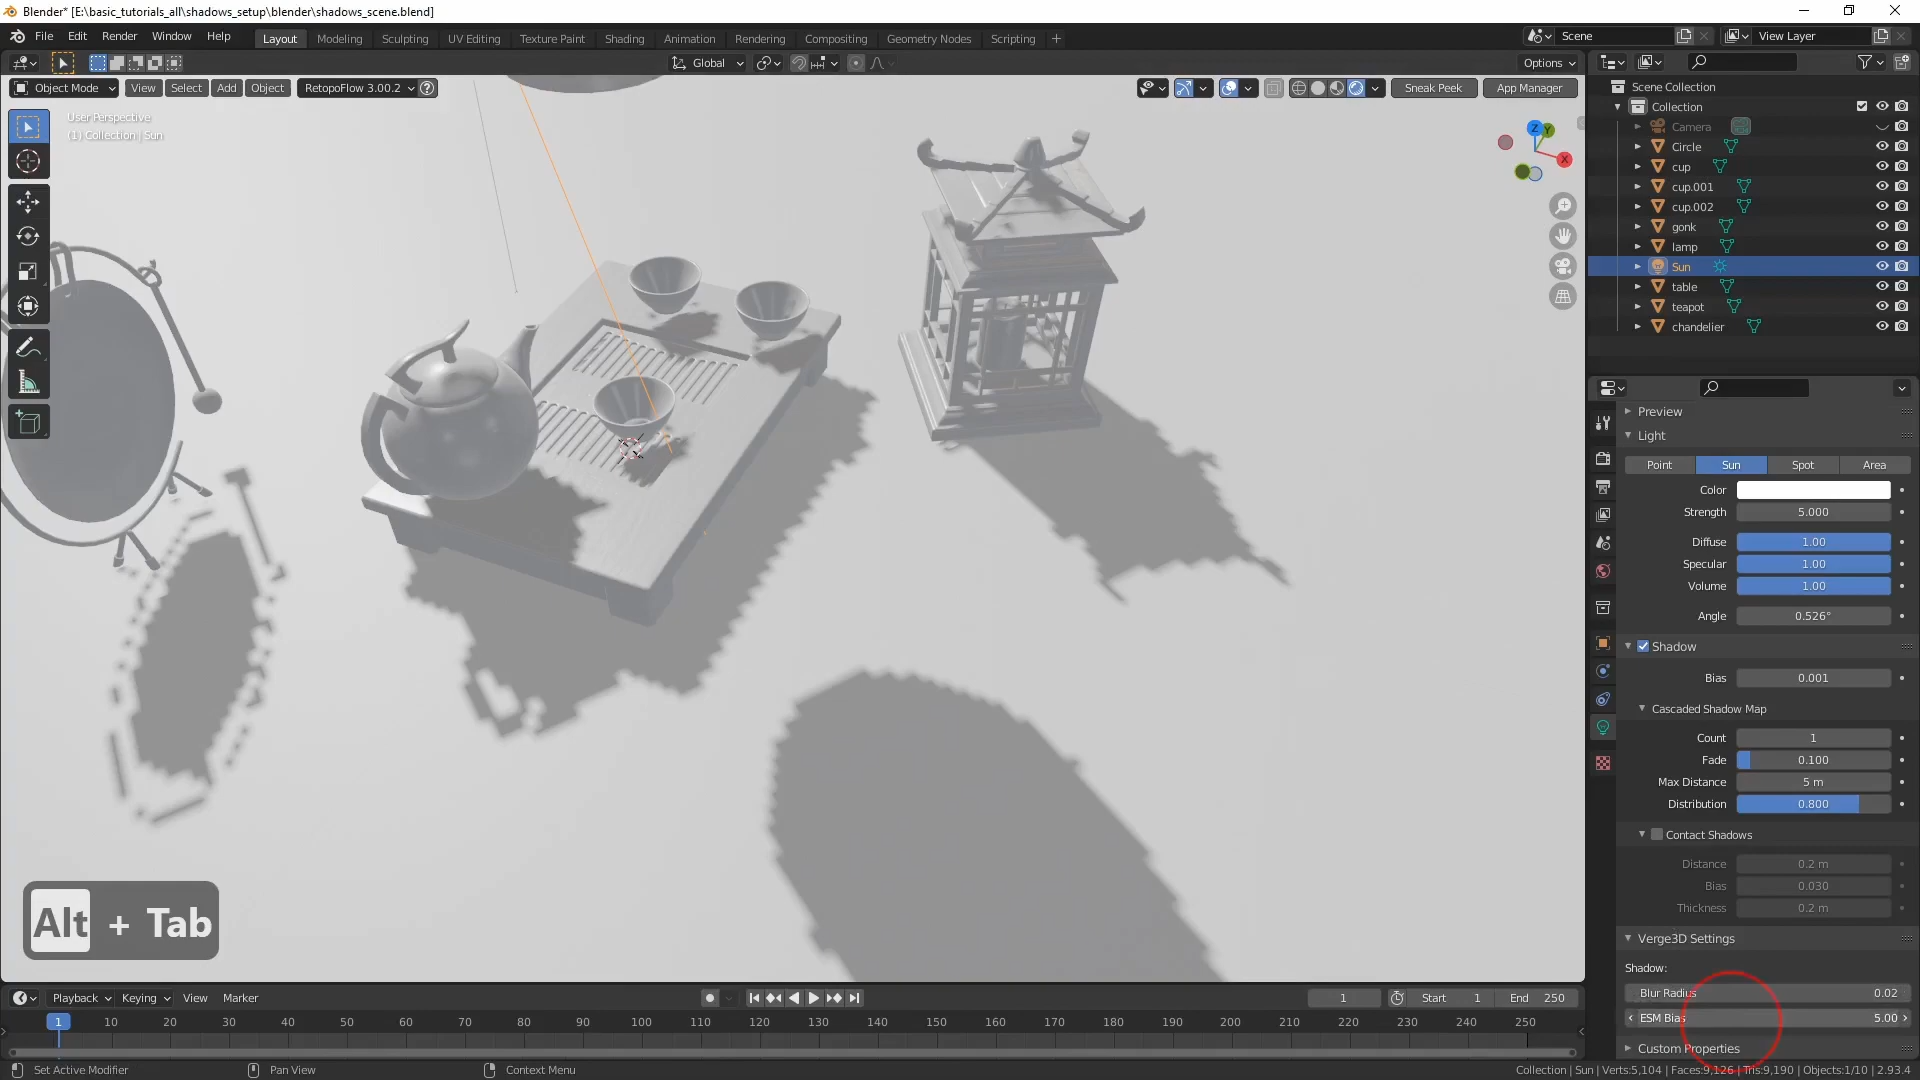 Blender* [E:\basic_tutorials_all\shadows_setup\blender\shadows_scene.blend]
File Edit Render Window Help Layout Modeling Sculpting UV Editing Texture Paint Shading Animation Rendering Compositing Geometry Nodes Scripting + Scene View Layer
Global Options
Object Mode View Select Add Object RetopoFlow 3.00.2 Sneak Peek App Manager
User Perspective
(1) Collection | Sun
Z Y X
Scene Collection
Collection
Camera
Circle
cup
cup.001
cup.002
gonk
lamp
Sun
table
teapot
chandelier
Preview
Light
Point Sun Spot Area
Color
Strength 5.000
Diffuse 1.00
Specular 1.00
Volume 1.00
Angle 0.526°
Shadow
Bias 0.001
Cascaded Shadow Map
Count 1
Fade 0.100
Max Distance 5 m
Distribution 0.800
Contact Shadows
Distance 0.2 m
Bias 0.030
Thickness 0.2 m
Verge3D Settings
Shadow:
Blur Radius 0.02
ESM Bias 5.00
Custom Properties
Alt + Tab
Playback Keying View Marker 1 Start 1 End 250
1 10 20 30 40 50 60 70 80 90 100 110 120 130 140 150 160 170 180 190 200 210 220 230 240 250
Set Active Modifier Pan View Context Menu Collection | Sun | Verts:5,104 | Faces:9,126 | Tris:9,190 | Objects:1/10 | 2.93.4